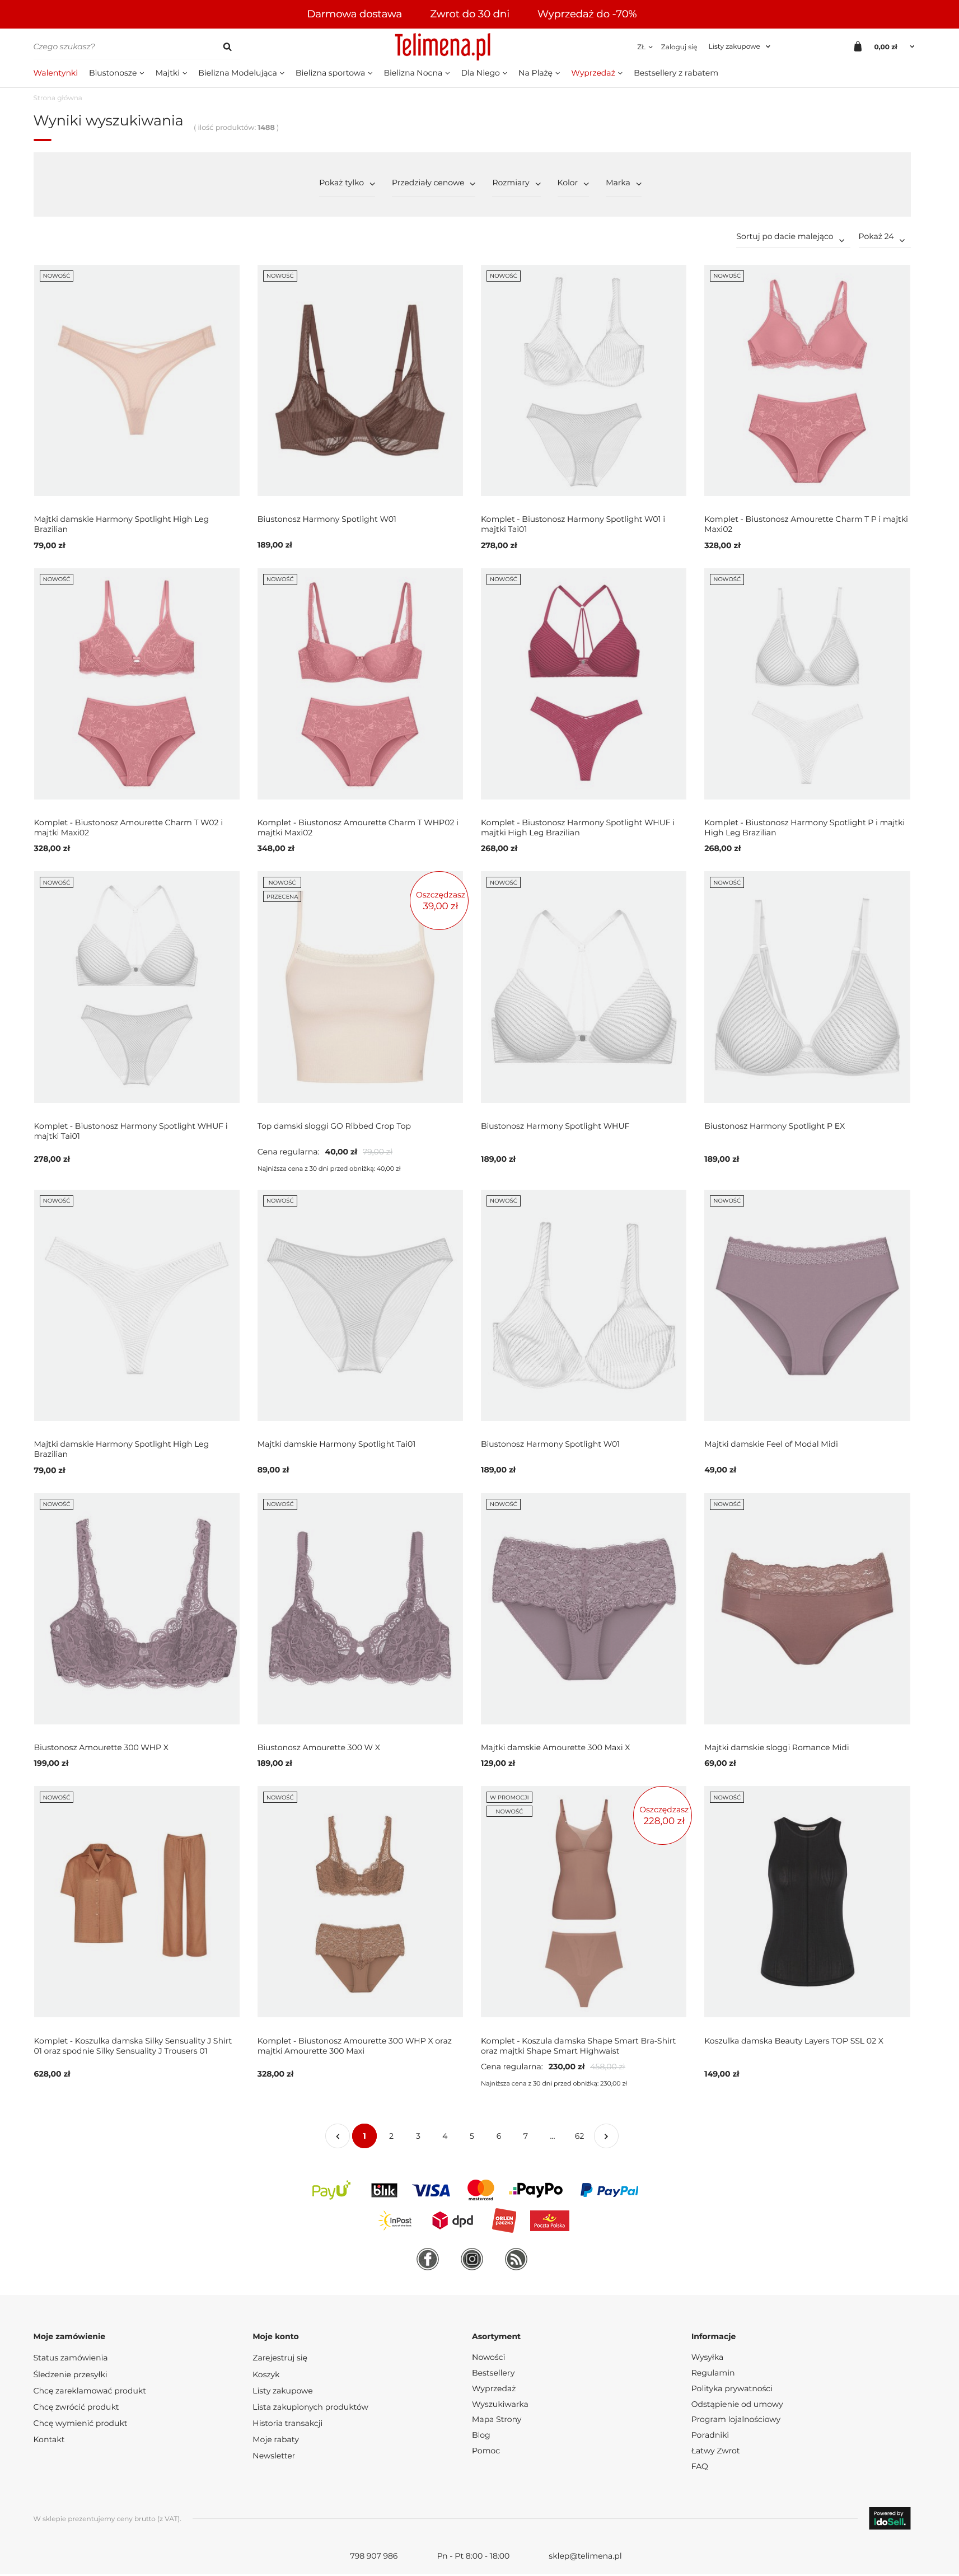 Darmowa dostawa Zwrot do 30 dni Wyprzedaż do -70%
Czego szukasz?
Telimena.pl
ZŁ Zaloguj się Listy zakupowe 0,00 zł
Walentynki Biustonosze Majtki Bielizna Modelująca Bielizna sportowa Bielizna Nocna Dla Niego Na Plażę Wyprzedaż Bestsellery z rabatem
Strona główna
Wyniki wyszukiwania ( ilość produktów: 1488 )
Pokaż tylko Przedziały cenowe Rozmiary Kolor Marka
Sortuj po dacie malejąco Pokaż 24
NOWOŚĆ NOWOŚĆ NOWOŚĆ NOWOŚĆ
Majtki damskie Harmony Spotlight High Leg
Brazilian
79,00 zł
Biustonosz Harmony Spotlight W01
189,00 zł
Komplet - Biustonosz Harmony Spotlight W01 i
majtki Tai01
278,00 zł
Komplet - Biustonosz Amourette Charm T P i majtki
Maxi02
328,00 zł
NOWOŚĆ NOWOŚĆ NOWOŚĆ NOWOŚĆ
Komplet - Biustonosz Amourette Charm T W02 i
majtki Maxi02
328,00 zł
Komplet - Biustonosz Amourette Charm T WHP02 i
majtki Maxi02
348,00 zł
Komplet - Biustonosz Harmony Spotlight WHUF i
majtki High Leg Brazilian
268,00 zł
Komplet - Biustonosz Harmony Spotlight P i majtki
High Leg Brazilian
268,00 zł
NOWOŚĆ NOWOŚĆ NOWOŚĆ NOWOŚĆ
PRZECENA
Oszczędzasz
39,00 zł
Komplet - Biustonosz Harmony Spotlight WHUF i
majtki Tai01
278,00 zł
Top damski sloggi GO Ribbed Crop Top
Cena regularna: 40,00 zł 79,00 zł
Najniższa cena z 30 dni przed obniżką: 40,00 zł
Biustonosz Harmony Spotlight WHUF
189,00 zł
Biustonosz Harmony Spotlight P EX
189,00 zł
NOWOŚĆ NOWOŚĆ NOWOŚĆ NOWOŚĆ
Majtki damskie Harmony Spotlight High Leg
Brazilian
79,00 zł
Majtki damskie Harmony Spotlight Tai01
89,00 zł
Biustonosz Harmony Spotlight W01
189,00 zł
Majtki damskie Feel of Modal Midi
49,00 zł
NOWOŚĆ NOWOŚĆ NOWOŚĆ NOWOŚĆ
Biustonosz Amourette 300 WHP X
199,00 zł
Biustonosz Amourette 300 W X
189,00 zł
Majtki damskie Amourette 300 Maxi X
129,00 zł
Majtki damskie sloggi Romance Midi
69,00 zł
NOWOŚĆ NOWOŚĆ W PROMOCJI NOWOŚĆ
NOWOŚĆ
Oszczędzasz
228,00 zł
Komplet - Koszulka damska Silky Sensuality J Shirt
01 oraz spodnie Silky Sensuality J Trousers 01
628,00 zł
Komplet - Biustonosz Amourette 300 WHP X oraz
majtki Amourette 300 Maxi
328,00 zł
Komplet - Koszula damska Shape Smart Bra-Shirt
oraz majtki Shape Smart Highwaist
Cena regularna: 230,00 zł 458,00 zł
Najniższa cena z 30 dni przed obniżką: 230,00 zł
Koszulka damska Beauty Layers TOP SSL 02 X
149,00 zł
1 2 3 4 5 6 7 ... 62
PayU blik VISA mastercard PayPo PayPal
InPost dpd ORLEN paczka Poczta Polska
Moje zamówienie
Status zamówienia
Śledzenie przesyłki
Chcę zareklamować produkt
Chcę zwrócić produkt
Chcę wymienić produkt
Kontakt
Moje konto
Zarejestruj się
Koszyk
Listy zakupowe
Lista zakupionych produktów
Historia transakcji
Moje rabaty
Newsletter
Asortyment
Nowości
Bestsellery
Wyprzedaż
Wyszukiwarka
Mapa Strony
Blog
Pomoc
Informacje
Wysyłka
Regulamin
Polityka prywatności
Odstąpienie od umowy
Program lojalnościowy
Poradniki
Łatwy Zwrot
FAQ
W sklepie prezentujemy ceny brutto (z VAT).
Powered by
idoSell.
798 907 986 Pn - Pt 8:00 - 18:00 sklep@telimena.pl